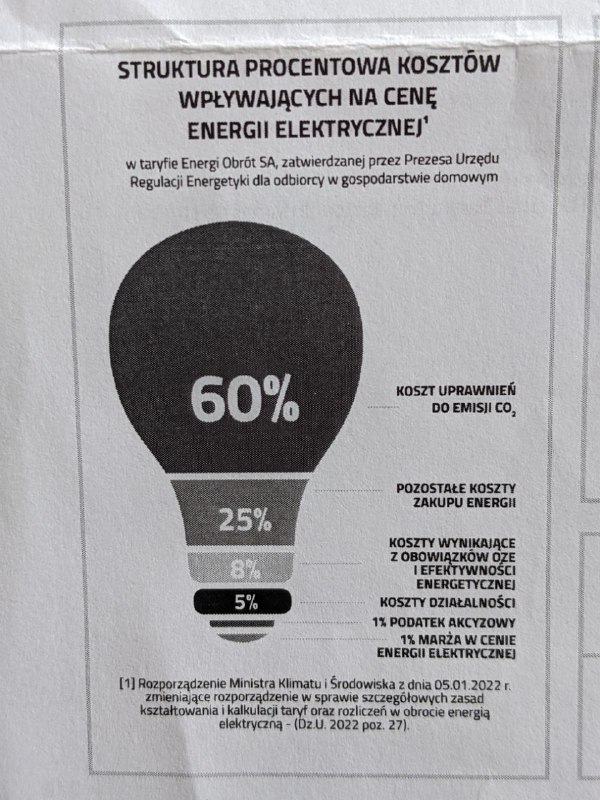 STRUKTURA PROCENTOWA KOSZTÓW
WPŁYWAJĄCYCH NA CENĘ
ENERGII ELEKTRYCZNEJ¹
w taryfie Energi Obrót SA, zatwierdzanej przez Prezesa Urzędu
Regulacji Energetyki dla odbiorcy w gospodarstwie domowym
60%
KOSZT UPRAWNIEŃ
DO EMISJI CO₂
25%
POZOSTAŁE KOSZTY
ZAKUPU ENERGII
8%
KOSZTY WYNIKAJĄCE
Z OBOWIĄZKÓW OZE
I EFEKTYWNOŚCI
ENERGETYCZNEJ
5%
KOSZTY DZIAŁALNOŚCI
1% PODATEK AKCYZOWY
1% MARŻA W CENIE
ENERGII ELEKTRYCZNEJ
[1] Rozporządzenie Ministra Klimatu i Środowiska z dnia 05.01.2022 r.
zmieniające rozporządzenie w sprawie szczegółowych zasad
kształtowania i kalkulacji taryf oraz rozliczeń w obrocie energią
elektryczną - (Dz.U. 2022 poz. 27).